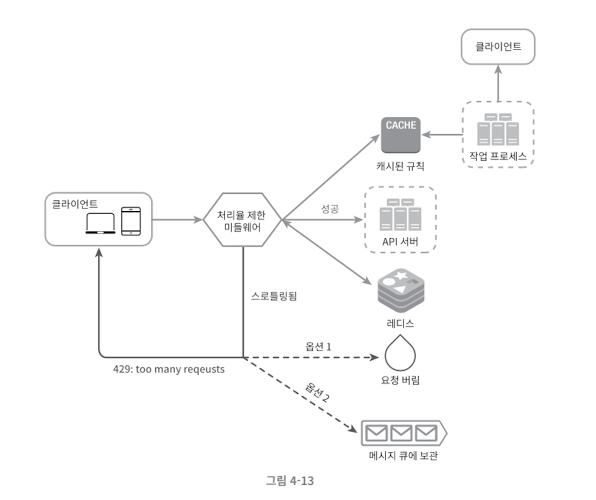 클라이언트
CACHE
캐시된 규칙
작업 프로세스
클라이언트
처리율 제한
미들웨어
성공
API 서버
스로틀링됨
레디스
옵션 1
429: too many reqeusts
요청 버림
옵션 2
메시지 큐에 보관
그림 4-13